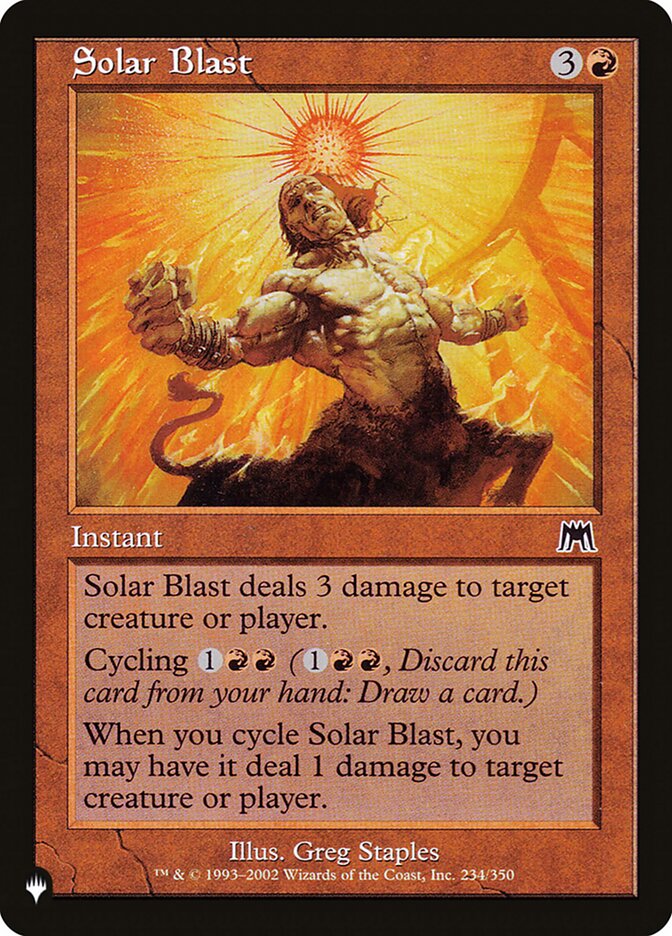 Solar Blast 3
Instant
Solar Blast deals 3 damage to target
creature or player.
Cycling 1 (1, Discard this
card from your hand: Draw a card.)
When you cycle Solar Blast, you
may have it deal 1 damage to target
creature or player.
Illus. Greg Staples
™ & © 1993–2002 Wizards of the Coast, Inc. 234/350